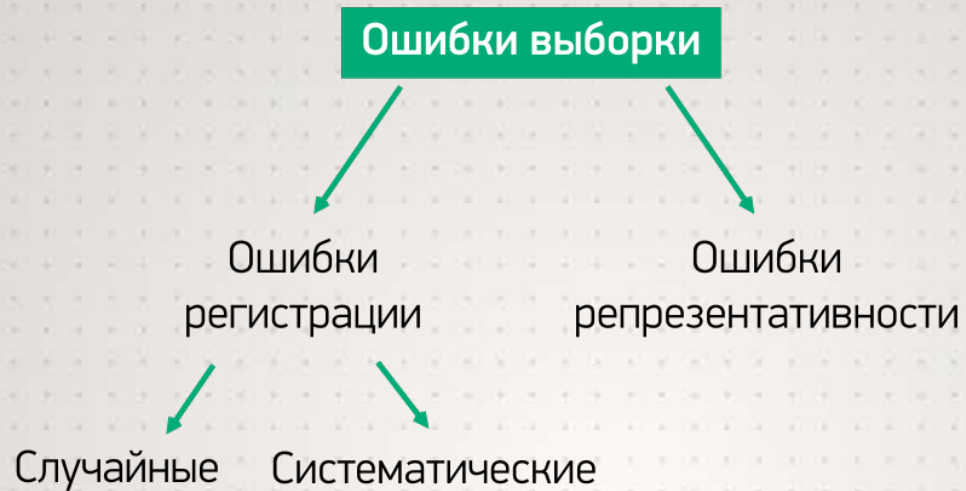 Ошибки выборки
Ошибки
регистрации
Ошибки
репрезентативности
Случайные
Систематические